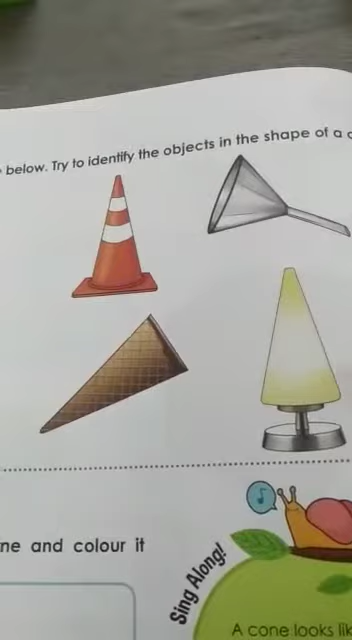 below. Try to identify the objects in the shape of a
ne and colour it
Sing Along!
A cone looks lik